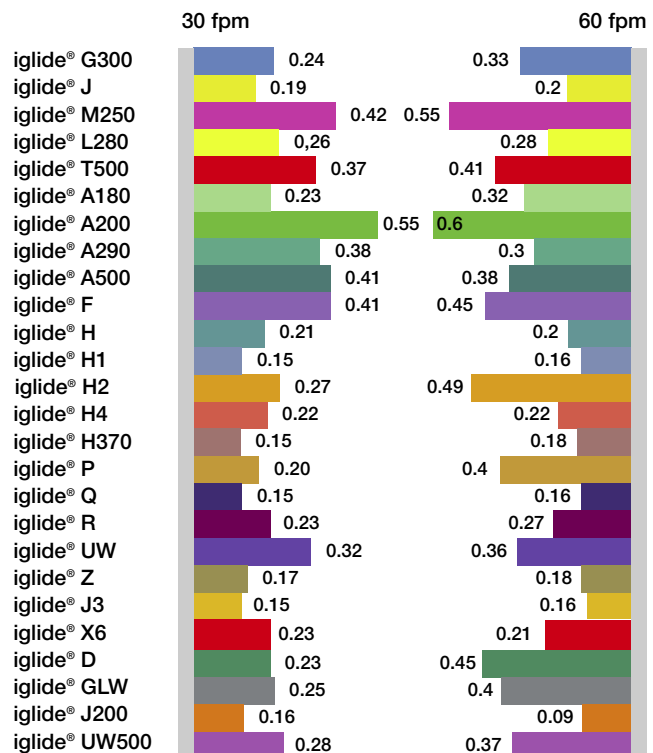 30 fpm 60 fpm
iglide® G300 0.24 0.33
iglide® J 0.19 0.2
iglide® M250 0.42 0.55
iglide® L280 0,26 0.28
iglide® T500 0.37 0.41
iglide® A180 0.23 0.32
iglide® A200 0.55 0.6
iglide® A290 0.38 0.3
iglide® A500 0.41 0.38
iglide® F 0.41 0.45
iglide® H 0.21 0.2
iglide® H1 0.15 0.16
iglide® H2 0.27 0.49
iglide® H4 0.22 0.22
iglide® H370 0.15 0.18
iglide® P 0.20 0.4
iglide® Q 0.15 0.16
iglide® R 0.23 0.27
iglide® UW 0.32 0.36
iglide® Z 0.17 0.18
iglide® J3 0.15 0.16
iglide® X6 0.23 0.21
iglide® D 0.23 0.45
iglide® GLW 0.25 0.4
iglide® J200 0.16 0.09
iglide® UW500 0.28 0.37